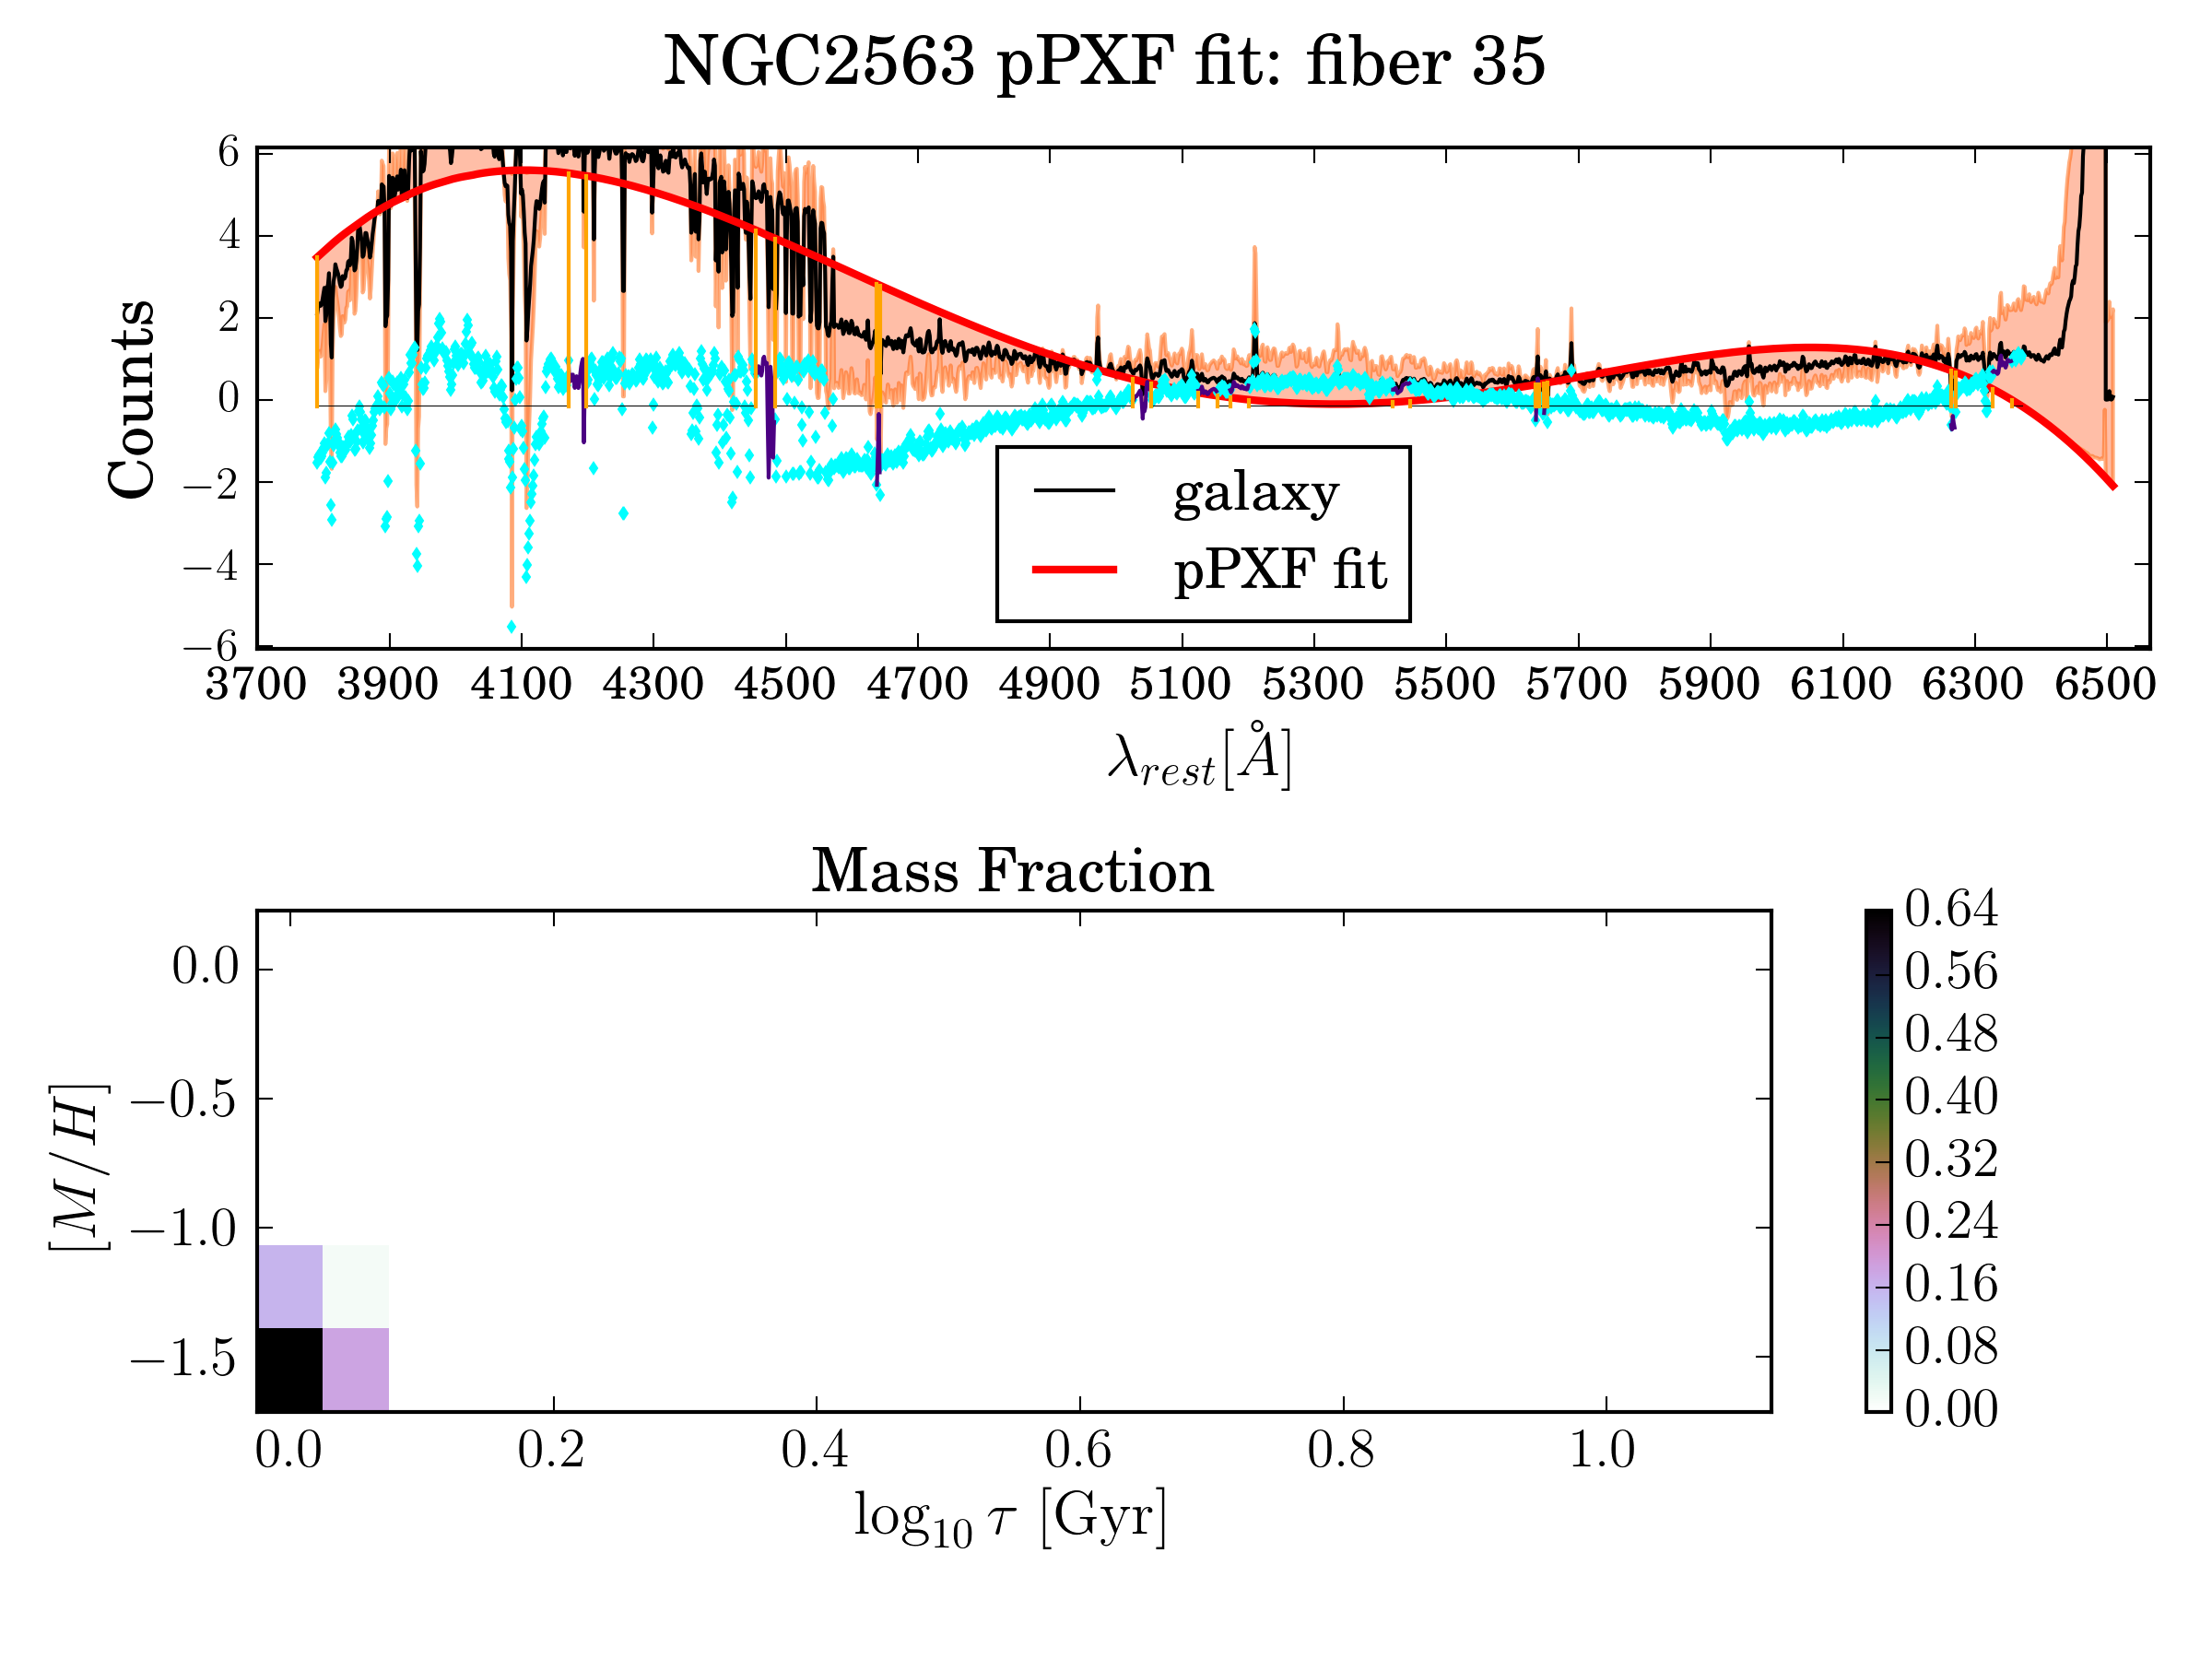 NGC2563 pPXF fit: fiber 35
Counts
6
4
2
0
−2
−4
−6
galaxy
pPXF fit
3700 3900 4100 4300 4500 4700 4900 5100 5300 5500 5700 5900 6100 6300 6500
λrest[Å]
Mass Fraction
[M/H]
0.0
−0.5
−1.0
−1.5
0.0 0.2 0.4 0.6 0.8 1.0
log10 τ [Gyr]
0.64
0.56
0.48
0.40
0.32
0.24
0.16
0.08
0.00